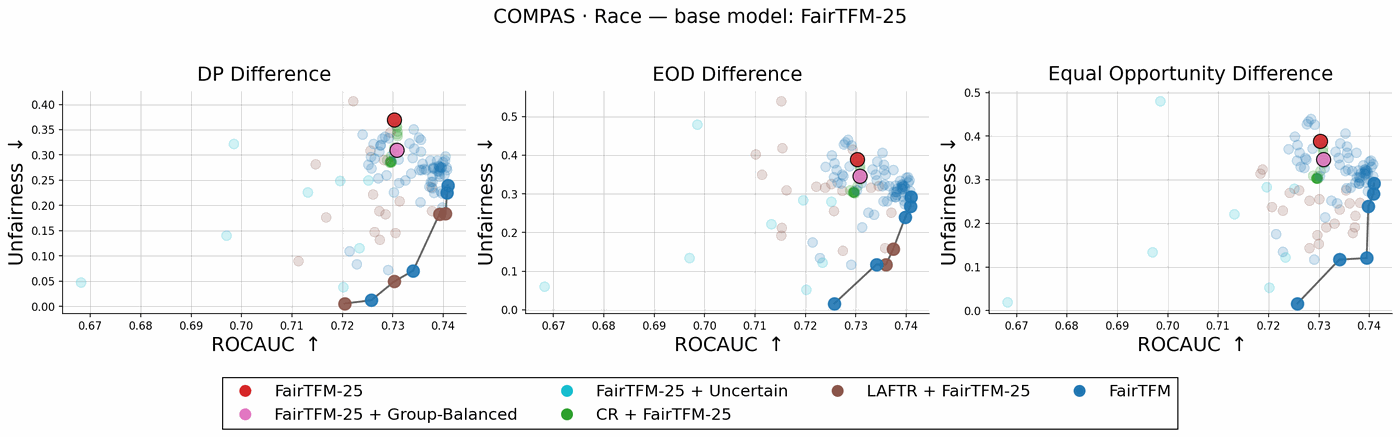 COMPAS · Race — base model: FairTFM-25
DP Difference
EOD Difference
Equal Opportunity Difference
Unfairness ↓
0.40
0.35
0.30
0.25
0.20
0.15
0.10
0.05
0.00
0.67 0.68 0.69 0.70 0.71 0.72 0.73 0.74
ROCAUC ↑
Unfairness ↓
0.5
0.4
0.3
0.2
0.1
0.0
0.67 0.68 0.69 0.70 0.71 0.72 0.73 0.74
ROCAUC ↑
Unfairness ↓
0.5
0.4
0.3
0.2
0.1
0.0
0.67 0.68 0.69 0.70 0.71 0.72 0.73 0.74
ROCAUC ↑
FairTFM-25
FairTFM-25 + Uncertain
LAFTR + FairTFM-25
FairTFM
FairTFM-25 + Group-Balanced
CR + FairTFM-25